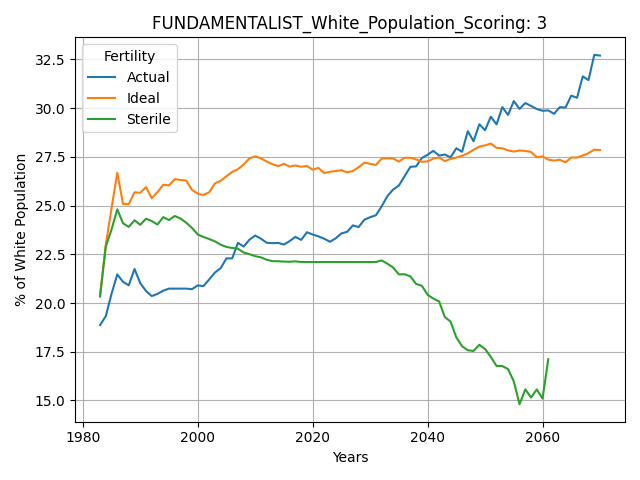 FUNDAMENTALIST_White_Population_Scoring: 3
Fertility
Actual
Ideal
Sterile
% of White Population
32.5
30.0
27.5
25.0
22.5
20.0
17.5
15.0
1980 2000 2020 2040 2060
Years